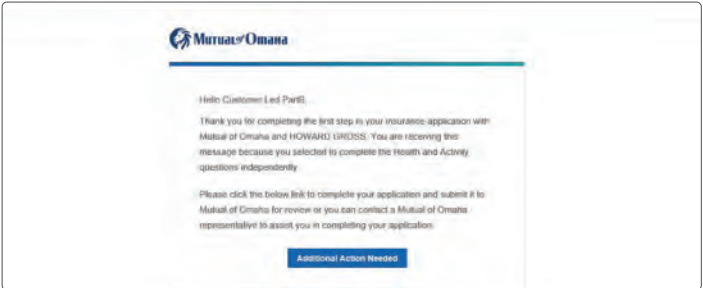 Mutual of Omaha
Hello Customer Led PartB,
Thank you for completing the first step in your insurance application with
Mutual of Omaha and HOWARD GROSS. You are receiving this
message because you selected to complete the Health and Activity
questions independently.
Please click the below link to complete your application and submit it to
Mutual of Omaha for review or you can contact a Mutual of Omaha
representative to assist you in completing your application.
Additional Action Needed